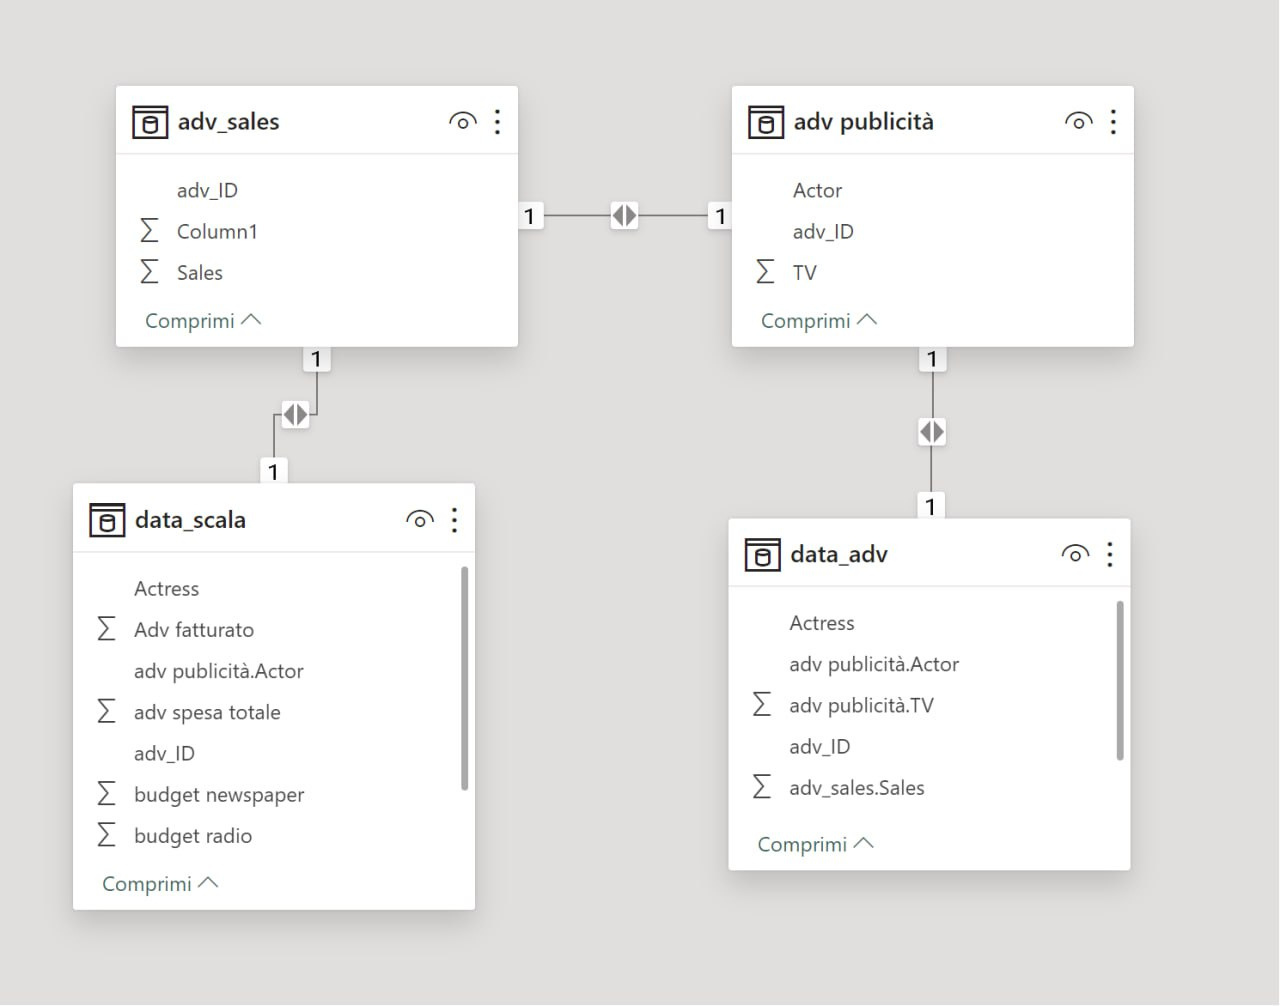 adv_sales
adv_ID
Column1
Sales
Comprimi
adv publicità
Actor
adv_ID
TV
Comprimi
1
1
1
1
1
1
data_scala
Actress
Adv fatturato
adv publicità.Actor
adv spesa totale
adv_ID
budget newspaper
budget radio
Comprimi
data_adv
Actress
adv publicità.Actor
adv publicità.TV
adv_ID
adv_sales.Sales
Comprimi